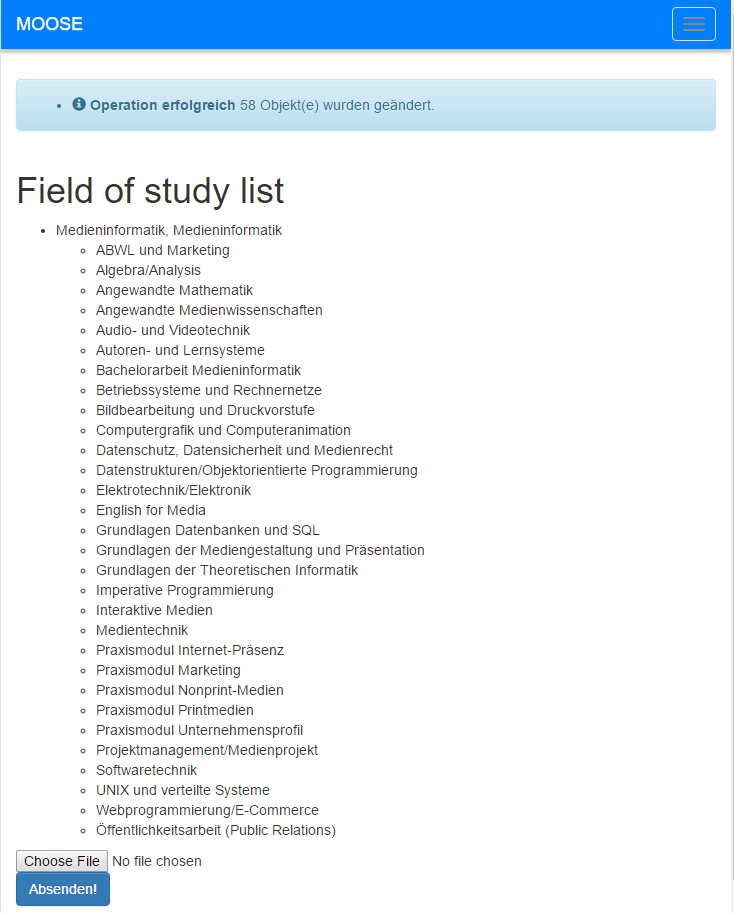 MOOSE
Operation erfolgreich 58 Objekt(e) wurden geändert.
Field of study list
Medieninformatik, Medieninformatik
ABWL und Marketing
Algebra/Analysis
Angewandte Mathematik
Angewandte Medienwissenschaften
Audio- und Videotechnik
Autoren- und Lernsysteme
Bachelorarbeit Medieninformatik
Betriebssysteme und Rechnernetze
Bildbearbeitung und Druckvorstufe
Computergrafik und Computeranimation
Datenschutz, Datensicherheit und Medienrecht
Datenstrukturen/Objektorientierte Programmierung
Elektrotechnik/Elektronik
English for Media
Grundlagen Datenbanken und SQL
Grundlagen der Mediengestaltung und Präsentation
Grundlagen der Theoretischen Informatik
Imperative Programmierung
Interaktive Medien
Medientechnik
Praxismodul Internet-Präsenz
Praxismodul Marketing
Praxismodul Nonprint-Medien
Praxismodul Printmedien
Praxismodul Unternehmensprofil
Projektmanagement/Medienprojekt
Softwaretechnik
UNIX und verteilte Systeme
Webprogrammierung/E-Commerce
Öffentlichkeitsarbeit (Public Relations)
Choose File No file chosen
Absenden!